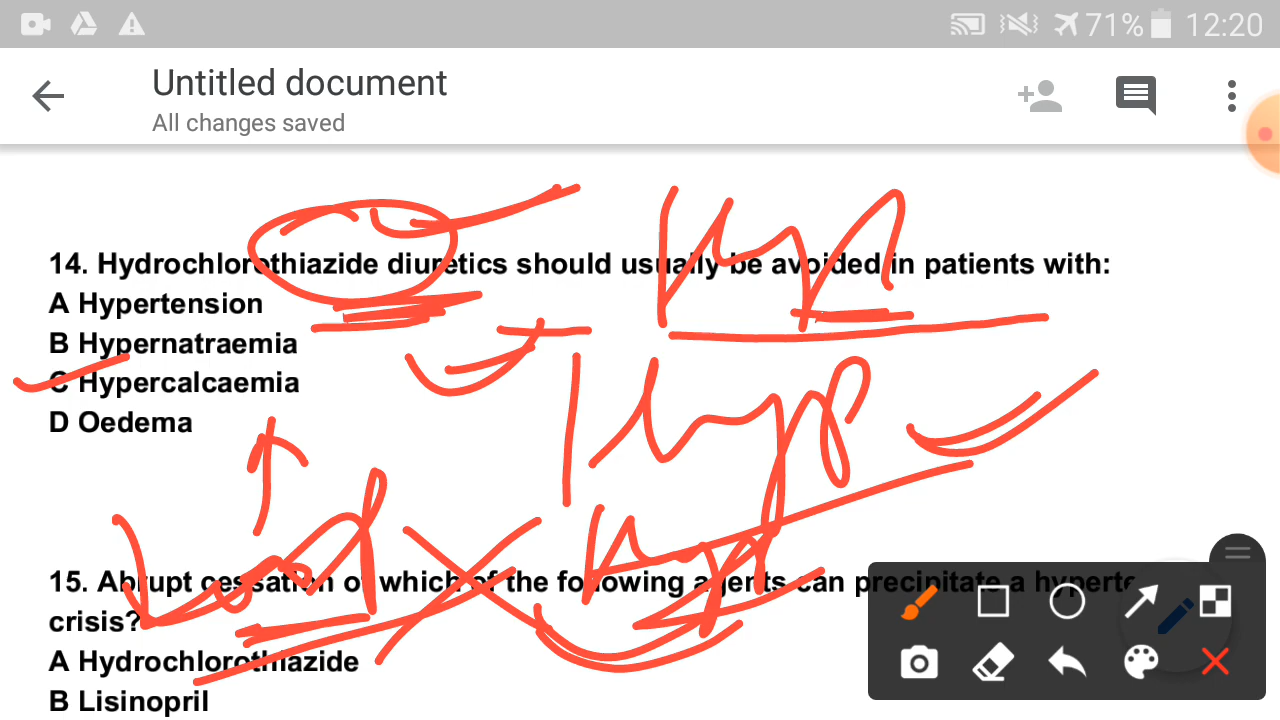 71% 12:20
Untitled document
All changes saved
14. Hydrochlorothiazide diuretics should usually be avoided in patients with:
A Hypertension
B Hypernatraemia
C Hypercalcaemia
D Oedema
15. Abrupt cessation of which of the following agents can precipitate a hyperte
crisis?
A Hydrochlorothiazide
B Lisinopril